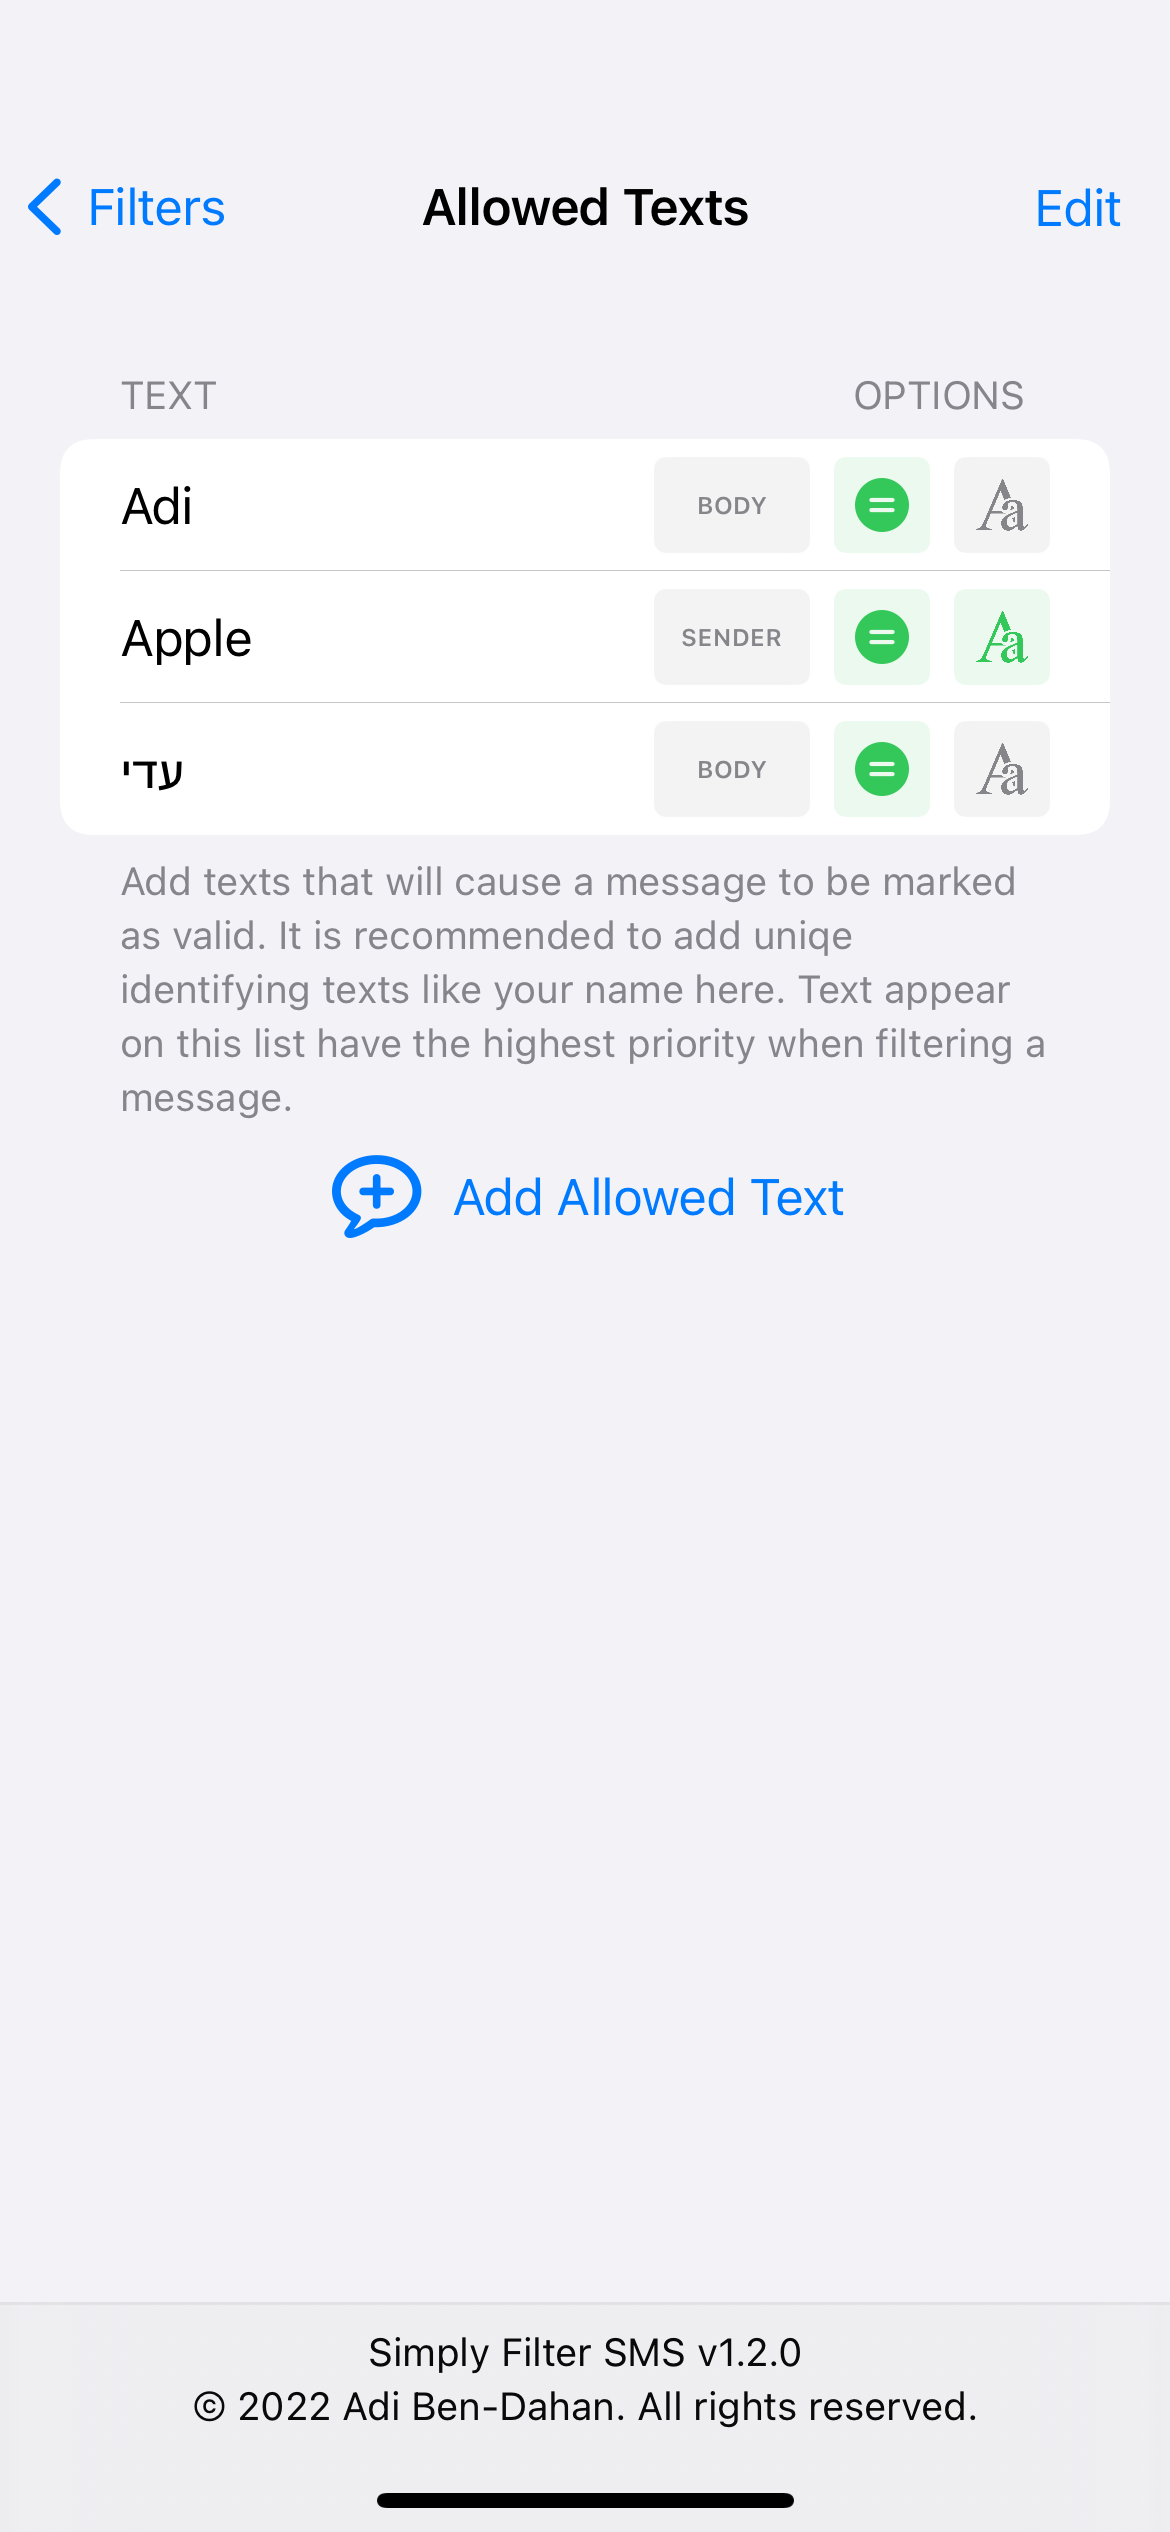 Filters Allowed Texts Edit
TEXT OPTIONS
Adi BODY = Aa
Apple SENDER = Aa
עדי BODY = Aa
Add texts that will cause a message to be marked
as valid. It is recommended to add uniqe
identifying texts like your name here. Text appear
on this list have the highest priority when filtering a
message.
Add Allowed Text
Simply Filter SMS v1.2.0
© 2022 Adi Ben-Dahan. All rights reserved.